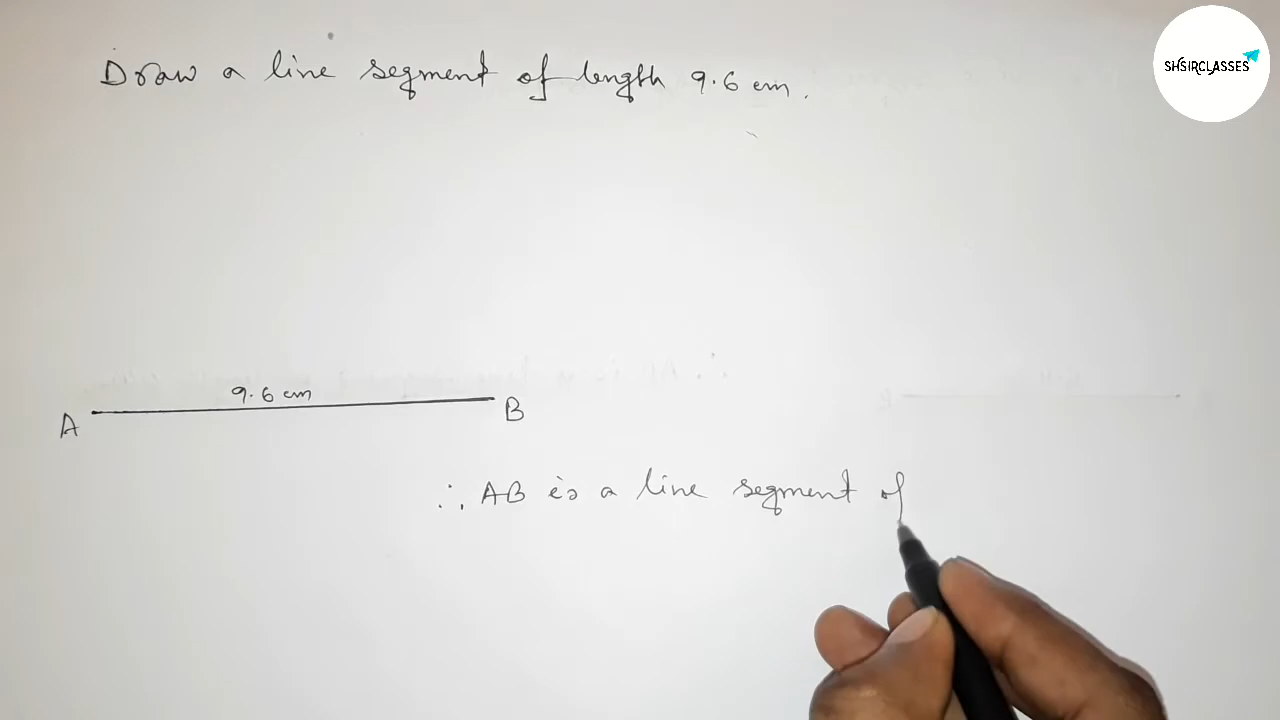 Draw a line segment of length 9.6 cm.
SHSIRCLASSES
9.6 cm
A B
∴ AB is a line segment of